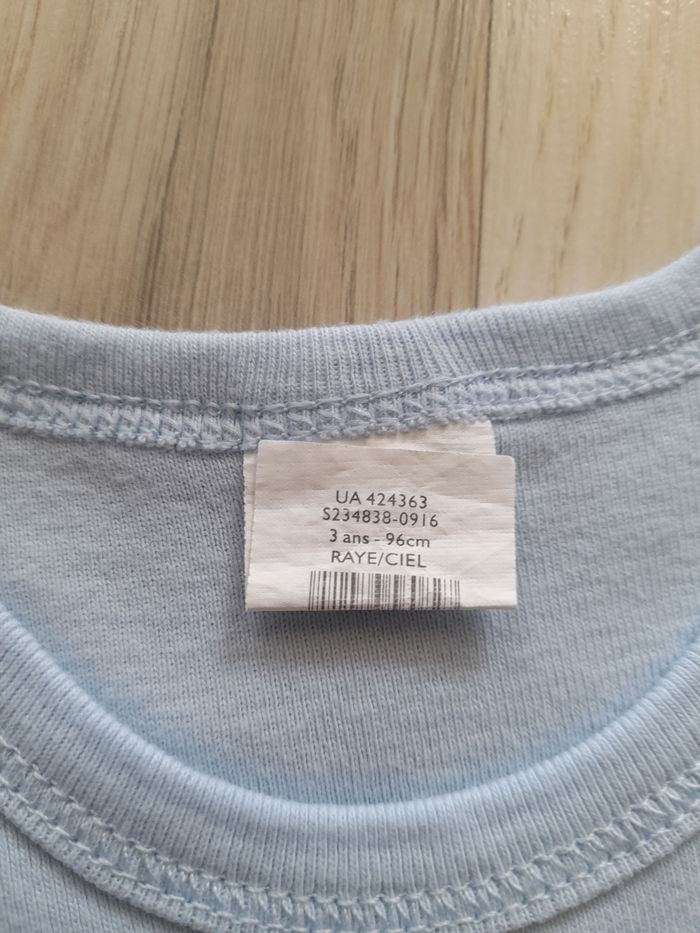 UA 424363
S234838-0916
3 ans - 96cm
RAYE/CIEL